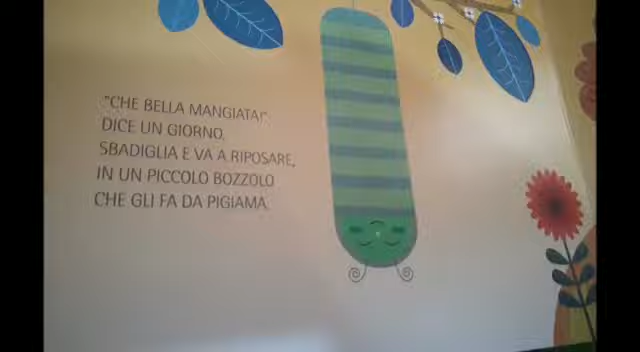 "CHE BELLA MANGIATA!"
DICE UN GIORNO,
SBADIGLIA E VA A RIPOSARE,
IN UN PICCOLO BOZZOLO
CHE GLI FA DA PIGIAMA.